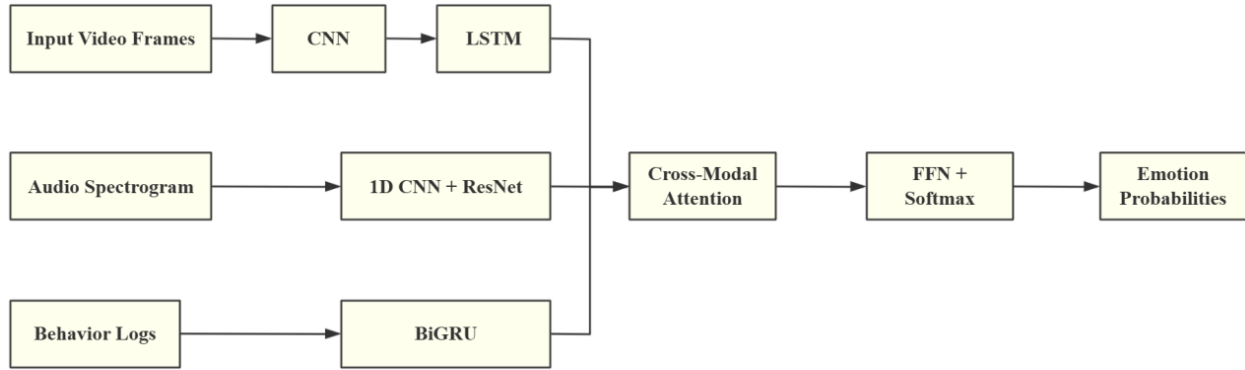 Input Video Frames
CNN
LSTM
Audio Spectrogram
1D CNN + ResNet
Cross-Modal
Attention
FFN +
Softmax
Emotion
Probabilities
Behavior Logs
BiGRU